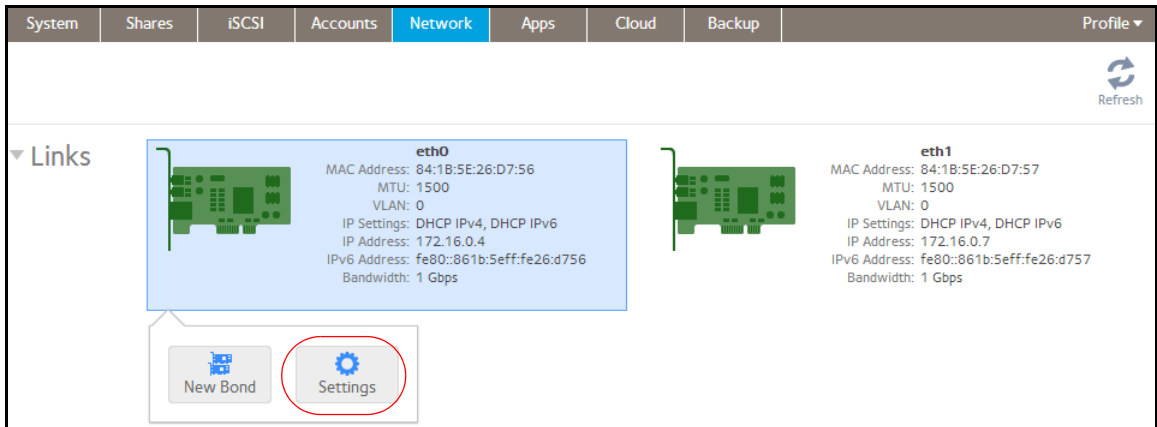 System Shares iSCSI Accounts Network Apps Cloud Backup Profile
Refresh
Links
eth0
MAC Address: 84:1B:5E:26:D7:56
MTU: 1500
VLAN: 0
IP Settings: DHCP IPv4, DHCP IPv6
IP Address: 172.16.0.4
IPv6 Address: fe80::861b:5eff:fe26:d756
Bandwidth: 1 Gbps
eth1
MAC Address: 84:1B:5E:26:D7:57
MTU: 1500
VLAN: 0
IP Settings: DHCP IPv4, DHCP IPv6
IP Address: 172.16.0.7
IPv6 Address: fe80::861b:5eff:fe26:d757
Bandwidth: 1 Gbps
New Bond Settings